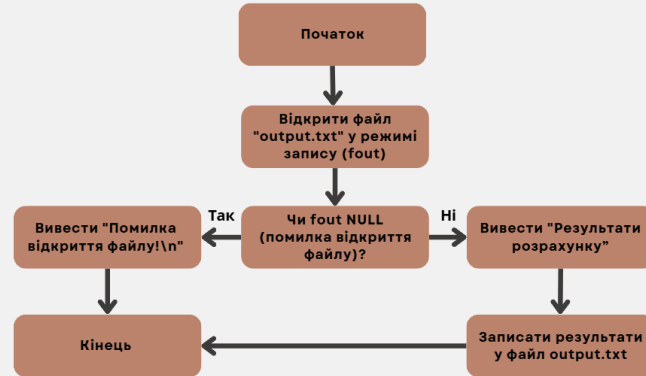 Початок
Відкрити файл
"output.txt" у режимі
запису (fout)
Так
Чи fout NULL
(помилка відкриття
файлу)?
Ні
Вивести "Помилка
відкриття файлу!\n"
Вивести "Результати
розрахунку”
Кінець
Записати результати
у файл output.txt